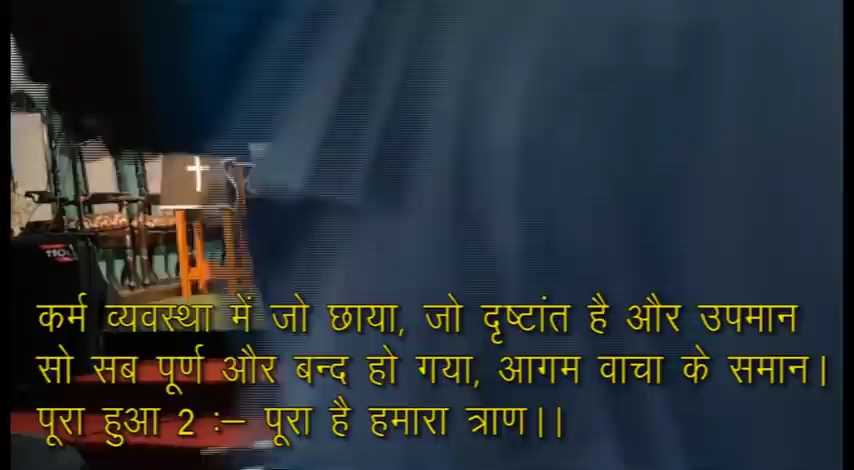 कर्म व्यवस्था में जो छाया, जो दृष्टांत है और उपमान
सो सब पूर्ण और बन्द हो गया, आगम वाचा के समान।
पूरा हुआ 2 :– पूरा है हमारा त्राण।।